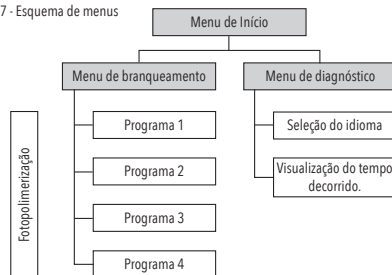 7 - Esquema de menus
Menu de Início
Menu de branqueamento
Menu de diagnóstico
Fotopolimerização
Programa 1
Programa 2
Programa 3
Programa 4
Seleção do idioma
Visualização do tempo
decorrido.